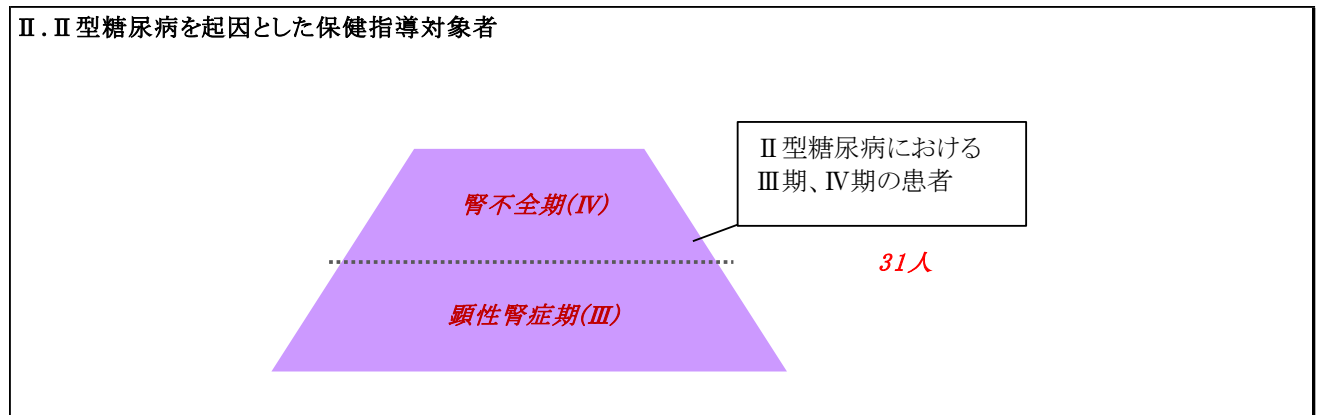 Ⅱ.Ⅱ型糖尿病を起因とした保健指導対象者
Ⅱ型糖尿病における
Ⅲ期、Ⅳ期の患者
腎不全期(Ⅳ)
31人
顕性腎症期(Ⅲ)